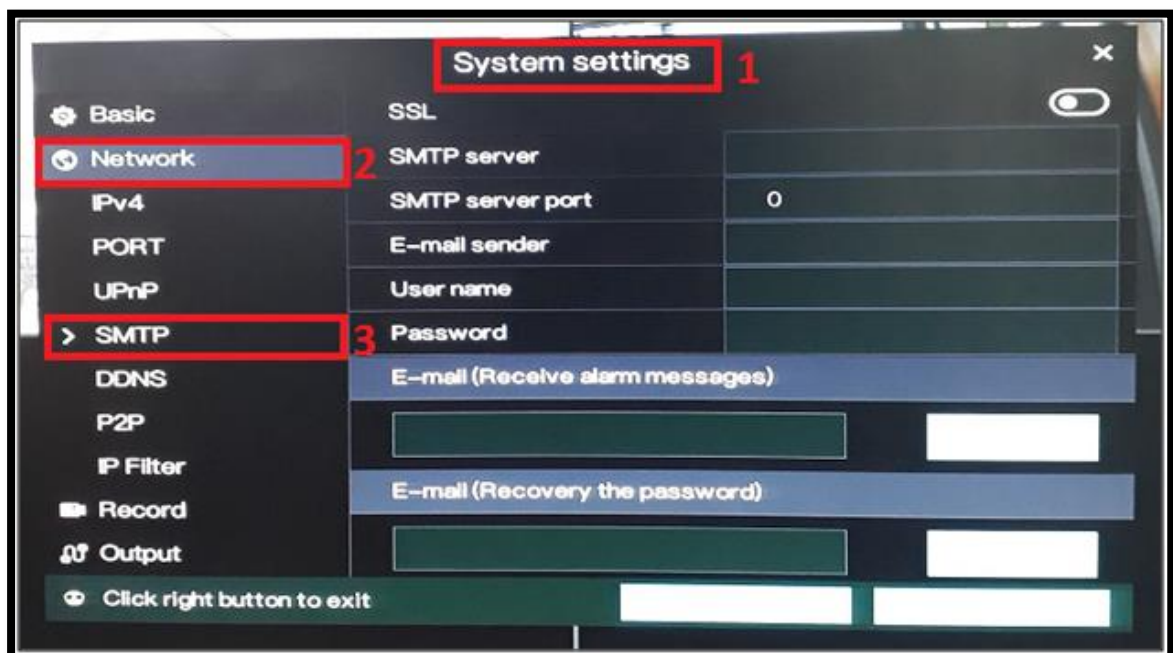 System settings 1
×
Basic
SSL
Network 2
SMTP server
IPv4
SMTP server port 0
PORT
E-mail sender
UPnP
User name
> SMTP 3
Password
DDNS
E-mail (Receive alarm messages)
P2P
IP Filter
E-mail (Recovery the password)
Record
Output
Click right button to exit